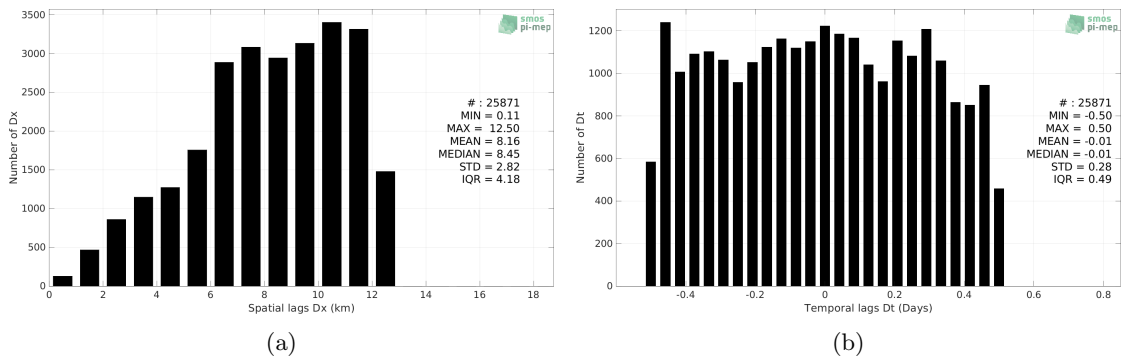 3500
3000
2500
2000
1500
1000
500
0
Number of Dx
smos
pi-mep
# : 25871
MIN = 0.11
MAX = 12.50
MEAN = 8.16
MEDIAN = 8.45
STD = 2.82
IQR = 4.18
0 2 4 6 8 10 12 14 16 18
Spatial lags Dx (km)
(a)
1200
1000
800
600
400
200
0
Number of Dt
smos
pi-mep
# : 25871
MIN = -0.50
MAX = 0.50
MEAN = -0.01
MEDIAN = -0.01
STD = 0.28
IQR = 0.49
-0.4 -0.2 0 0.2 0.4 0.6 0.8
Temporal lags Dt (Days)
(b)